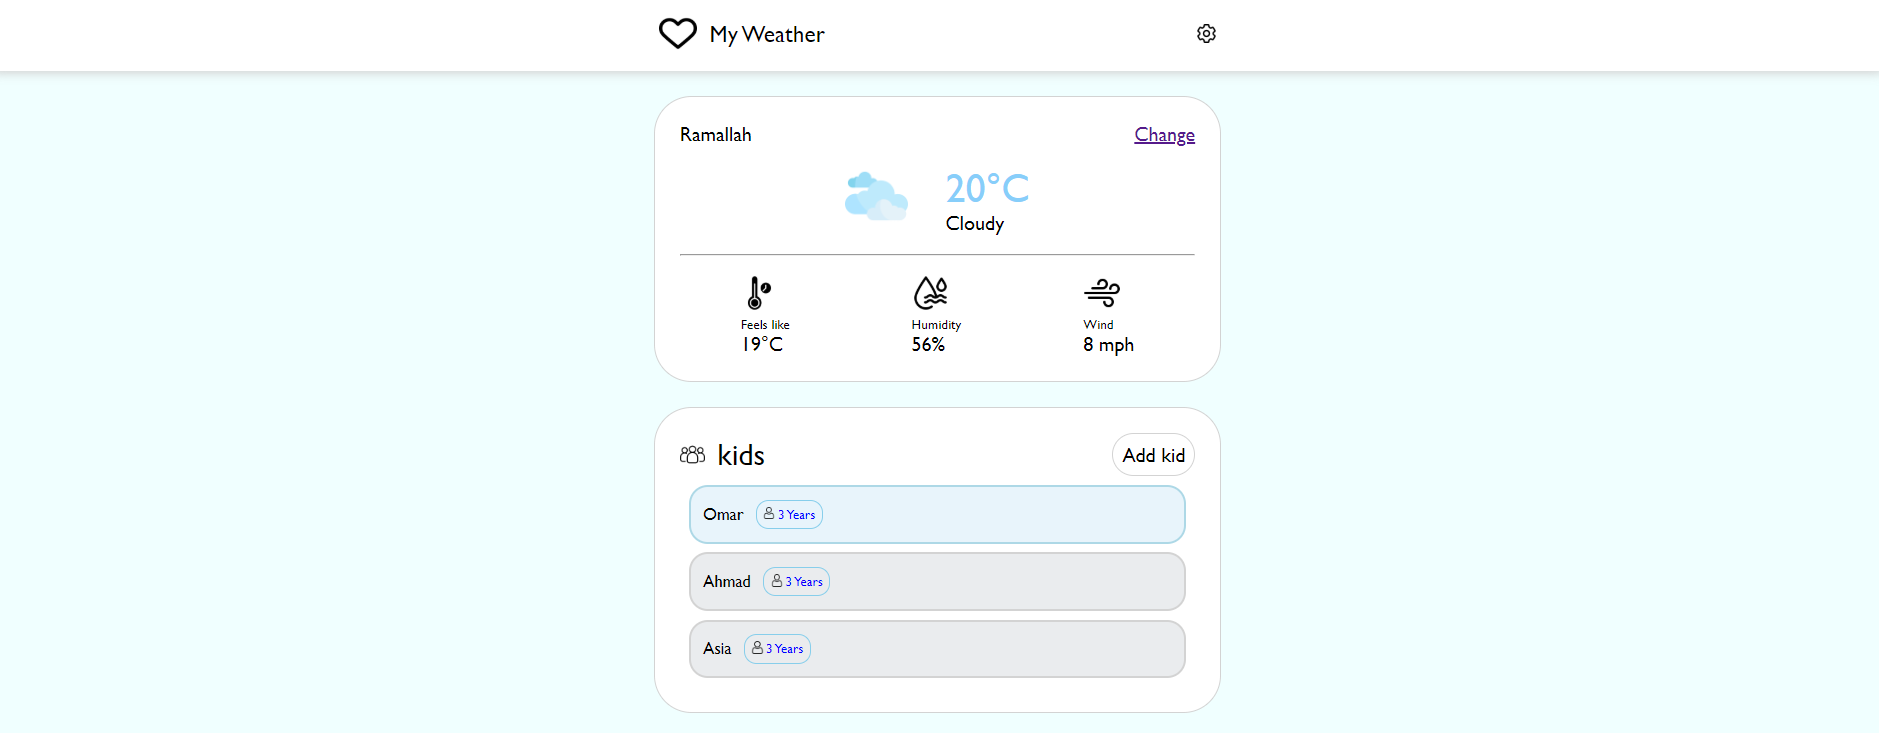 My Weather
Ramallah
Change
20°C
Cloudy
Feels like
19°C
Humidity
56%
Wind
8 mph
kids
Add kid
Omar 3 Years
Ahmad 3 Years
Asia 3 Years